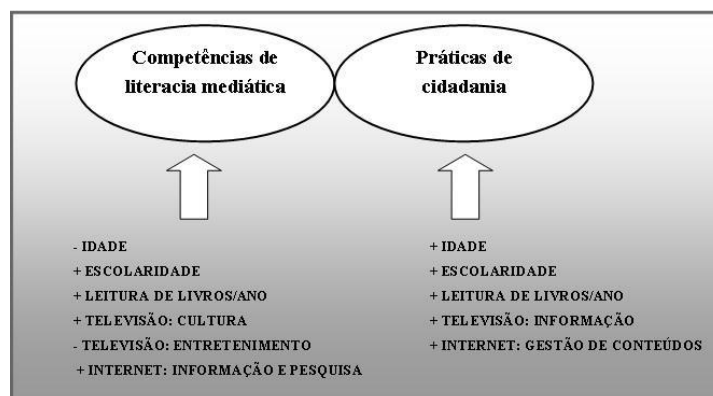 Competências de
literacia mediática
Práticas de
cidadania
- IDADE
+ ESCOLARIDADE
+ LEITURA DE LIVROS/ANO
+ TELEVISÃO: CULTURA
- TELEVISÃO: ENTRETENIMENTO
+ INTERNET: INFORMAÇÃO E PESQUISA
+ IDADE
+ ESCOLARIDADE
+ LEITURA DE LIVROS/ANO
+ TELEVISÃO: INFORMAÇÃO
+ INTERNET: GESTÃO DE CONTEÚDOS